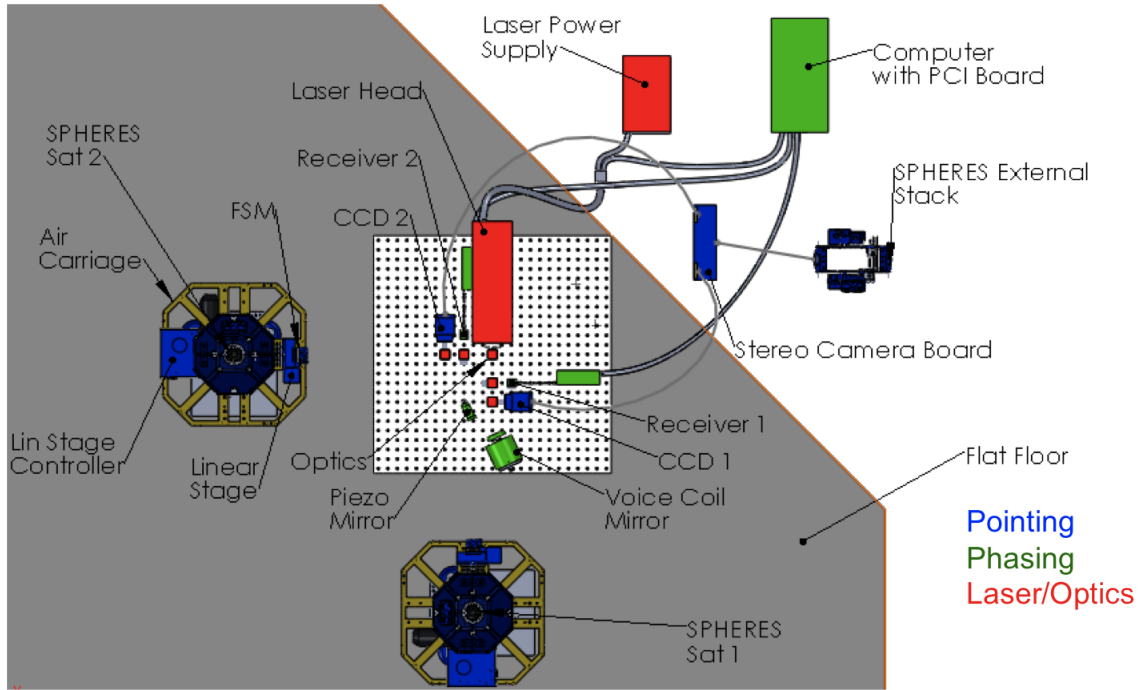 Laser Power
Supply
Computer
with PCI Board
Laser Head
SPHERES
Sat 2
Receiver 2
SPHERES External
Stack
FSM
CCD 2
Air
Carriage
Stereo Camera Board
Receiver 1
Lin Stage
Controller
Linear
Stage
Optics
CCD 1
Flat Floor
Piezo
Mirror
Voice Coil
Mirror
Pointing
Phasing
Laser/Optics
SPHERES
Sat 1